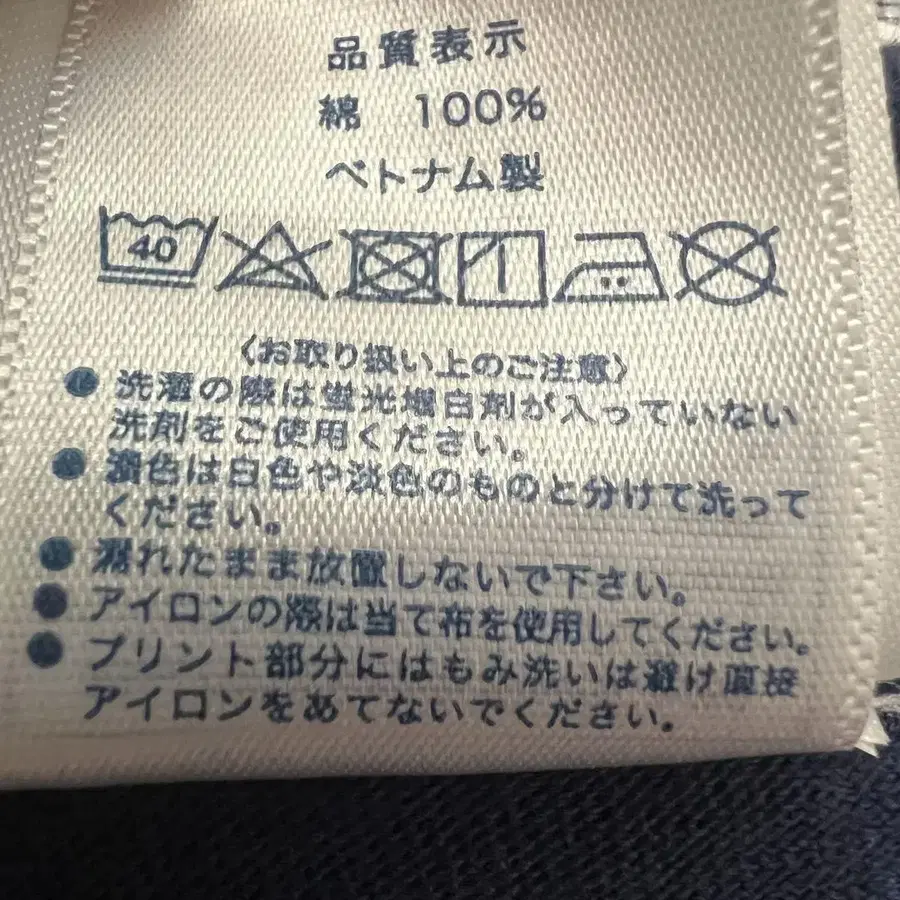 品質表示
綿 100%
ベトナム製
40
〈お取り扱い上のご注意〉
● 洗濯の際は蛍光増白剤が入っていない
洗剤をご使用ください。
● 濃色は白色や淡色のものと分けて洗って
ください。
● 濡れたまま放置しないで下さい。
● アイロンの際は当て布を使用してください。
● プリント部分にはもみ洗いは避け直接
アイロンをあてないでください。